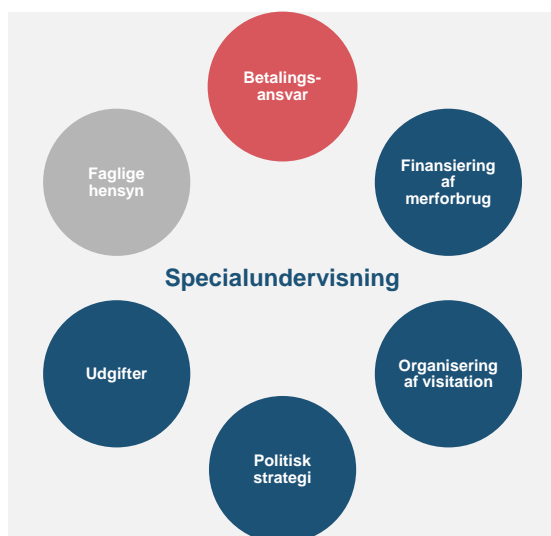 Betalings-
ansvar
Faglige
hensyn
Finansiering
af
merforbrug
Specialundervisning
Udgifter
Organisering
af visitation
Politisk
strategi